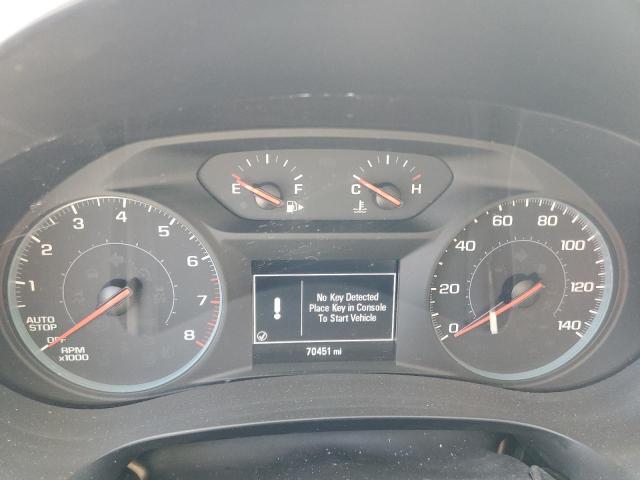 E F C H
1 2 3 4 5 6 7 8
AUTO
STOP
OFF
RPM
x1000
No Key Detected
Place Key in Console
To Start Vehicle
70451 mi
0 20 40 60 80 100 120 140